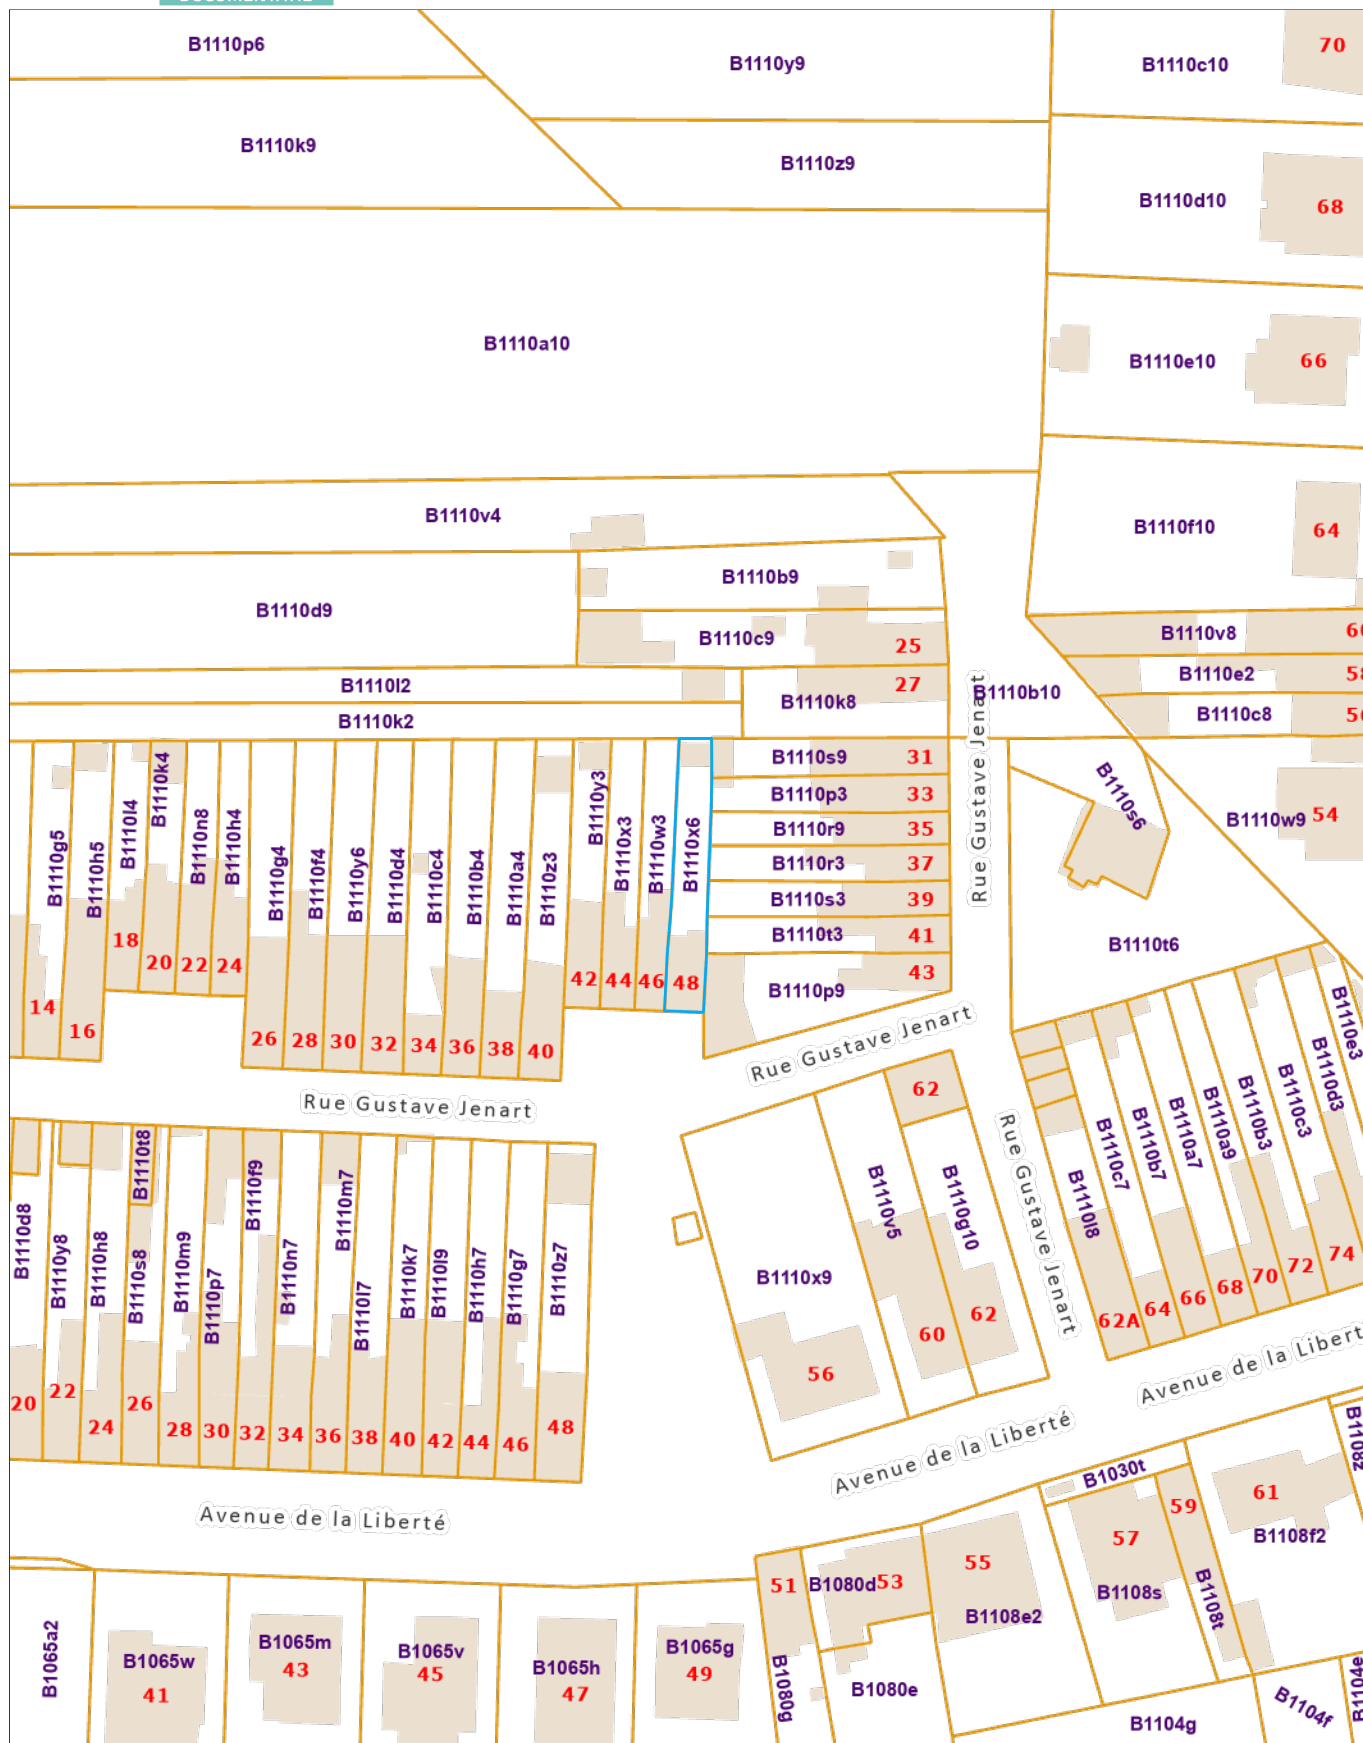 B1110p6
B1110y9
B1110c10
70
B1110k9
B1110z9
B1110d10
68
B1110a10
B1110e10
66
B1110v4
B1110f10
64
B1110b9
B1110d9
B1110c9
25
B1110v8
B1110l2
B1110k8
27
B1110b10
B1110e2
B1110k2
B1110c8
Rue Gustave Jenart
B1110s9
31
B1110p3
33
B1110r9
35
B1110r3
37
B1110s3
39
B1110t3
41
B1110p9
43
B1110s6
B1110w9
54
B1110t6
B1110g5
B1110h5
B1110l4
B1110k4
B1110n8
B1110h4
B1110g4
B1110f4
B1110y6
B1110d4
B1110c4
B1110b4
B1110a4
B1110z3
B1110y3
B1110x3
B1110w3
B1110x6
14
16
18
20
22
24
26
28
30
32
34
36
38
40
42
44
46
48
Rue Gustave Jenart
Rue Gustave Jenart
62
B1110v5
B1110g10
B1110x9
56
60
62
Rue Gustave Jenart
B1110l8
B1110c7
B1110b7
B1110a7
B1110a9
B1110b3
B1110c3
B1110d3
B1110e3
62A
64
66
68
70
72
74
B1110d8
B1110y8
B1110h8
B1110t8
B1110s8
B1110m9
B1110p7
B1110f9
B1110n7
B1110m7
B1110l7
B1110k7
B1110l9
B1110h7
B1110g7
B1110z7
20
22
24
26
28
30
32
34
36
38
40
42
44
46
48
Avenue de la Liberté
Avenue de la Liberté
Avenue de la Libert
B1030t
59
61
B1108f2
57
B1108s
B1108t
55
B1108e2
51
B1080d
53
B1080g
B1080e
B1065a2
B1065w
41
B1065m
43
B1065v
45
B1065h
47
B1065g
49
B1104g
B1104f